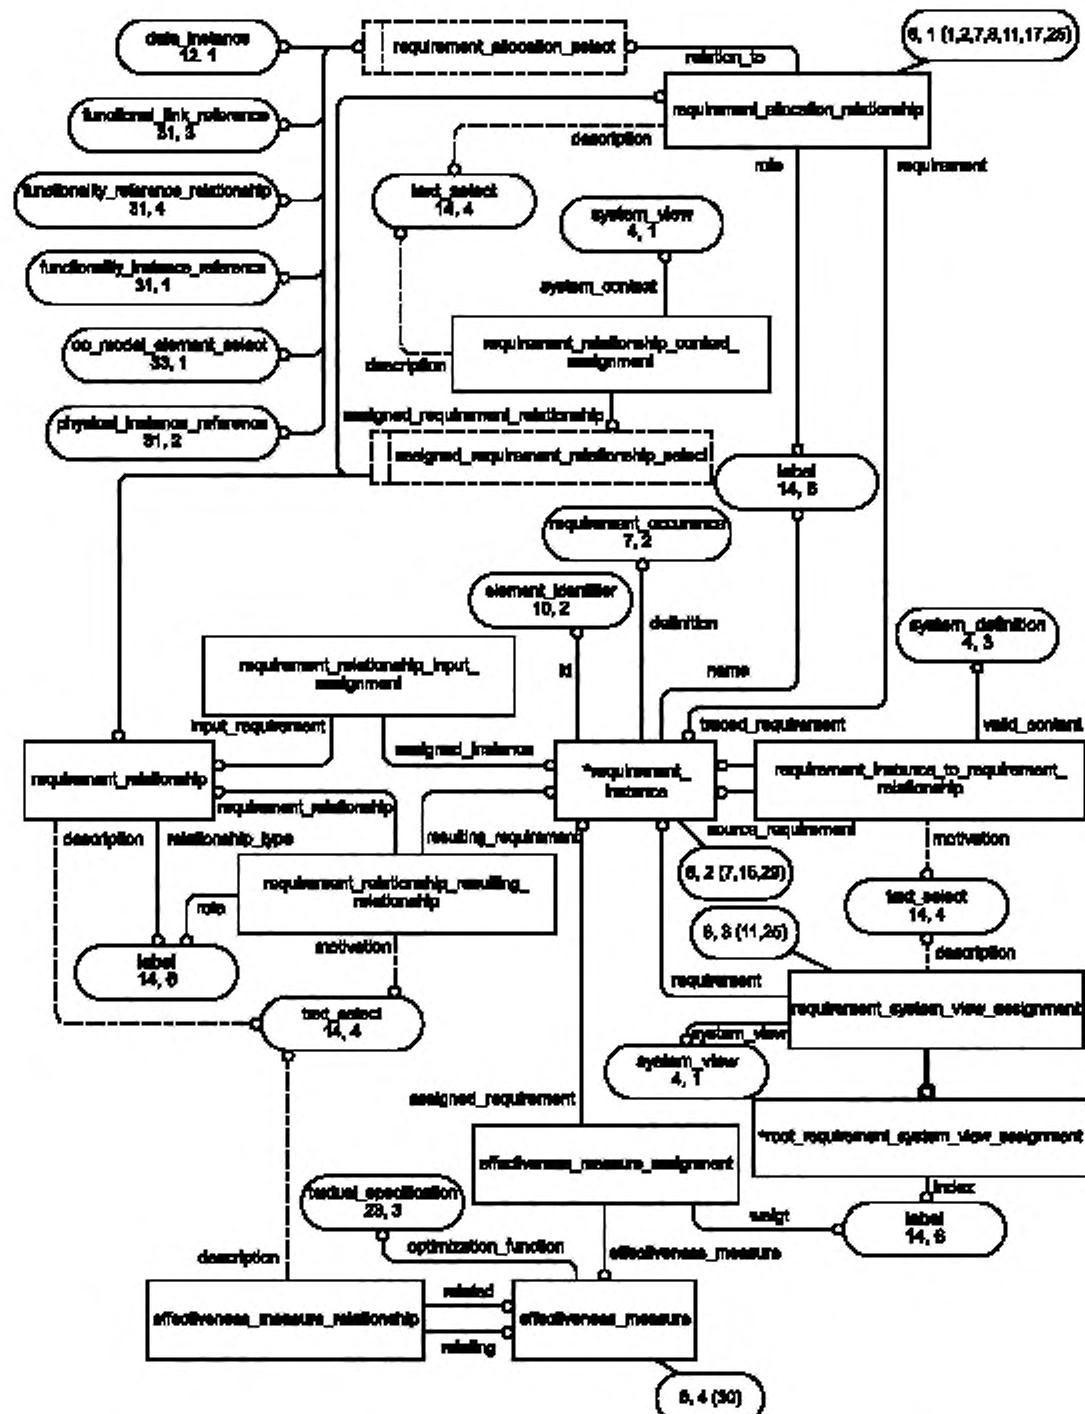 data_instance
12, 1
requirement_allocation_select
relation_to
6, 1 (1,2,7,8,11,17,25)
functional_link_reference
31, 3
requirement_allocation_relationship
description
role
requirement
functionality_reference_relationship
31, 4
text_select
14, 4
system_view
4, 1
functionality_instance_reference
31, 1
system_context
oo_model_element_select
33, 1
requirement_relationship_context_
assignment
description
physical_instance_reference
31, 2
assigned_requirement_relationship
assigned_requirement_relationship_select
label
14, 6
requirement_occurence
7, 2
element_identifier
10, 2
definition
system_definition
4, 3
requirement_relationship_input_
assignment
id
name
input_requirement
assigned_instance
traced_requirement
valid_context
requirement_relationship
*requirement_
instance
requirement_instance_to_requirement_
relationship
requirement_relationship
description
relationship_type
resulting_requirement
source_requirement
motivation
requirement_relationship_resulting_
relationship
6, 2 (7,15,29)
text_select
14, 4
role
motivation
6, 3 (11,25)
description
label
14, 6
requirement
requirement_system_view_assignment
text_select
14, 4
system_view
system_view
4, 1
assigned_requirement
*root_requirement_system_view_assignment
effectiveness_measure_assignment
index
textual_specification
29, 3
weigt
label
14, 6
optimization_function
effectiveness_measure
description
effectiveness_measure_relationship
related
relating
effectiveness_measure
6, 4 (30)